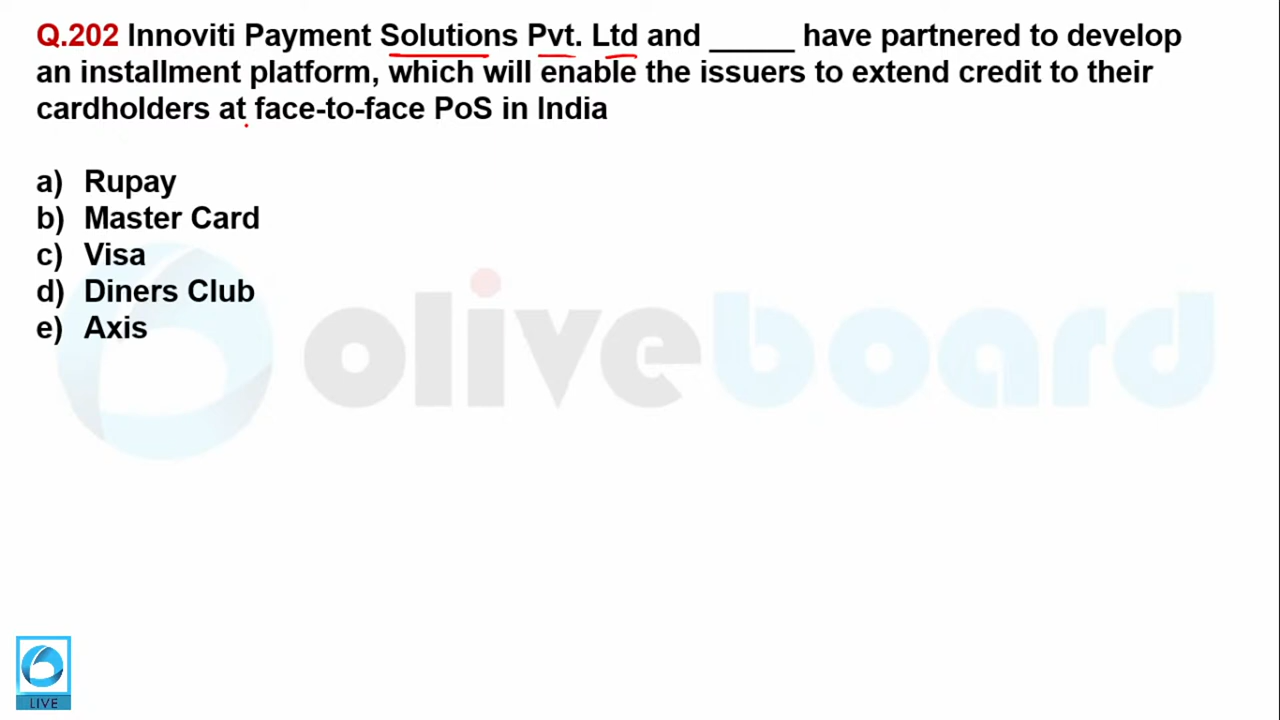 Q.202 Innoviti Payment Solutions Pvt. Ltd and _____ have partnered to develop
an installment platform, which will enable the issuers to extend credit to their
cardholders at face-to-face PoS in India
a) Rupay
b) Master Card
c) Visa
d) Diners Club
e) Axis
oliveboard
LIVE